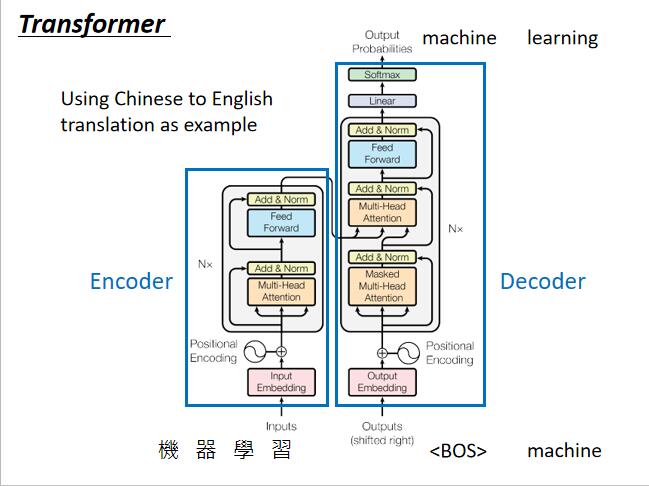 Transformer
Output
Probabilities
machine
learning
Softmax
Linear
Using Chinese to English
translation as example
Add & Norm
Feed
Forward
Add & Norm
Multi-Head
Attention
Add & Norm
Masked
Multi-Head
Attention
N×
Add & Norm
Feed
Forward
Add & Norm
Multi-Head
Attention
N×
Encoder
Decoder
Positional
Encoding
Positional
Encoding
Input
Embedding
Output
Embedding
Inputs
Outputs
(shifted right)
機 器 學 習
<BOS>
machine